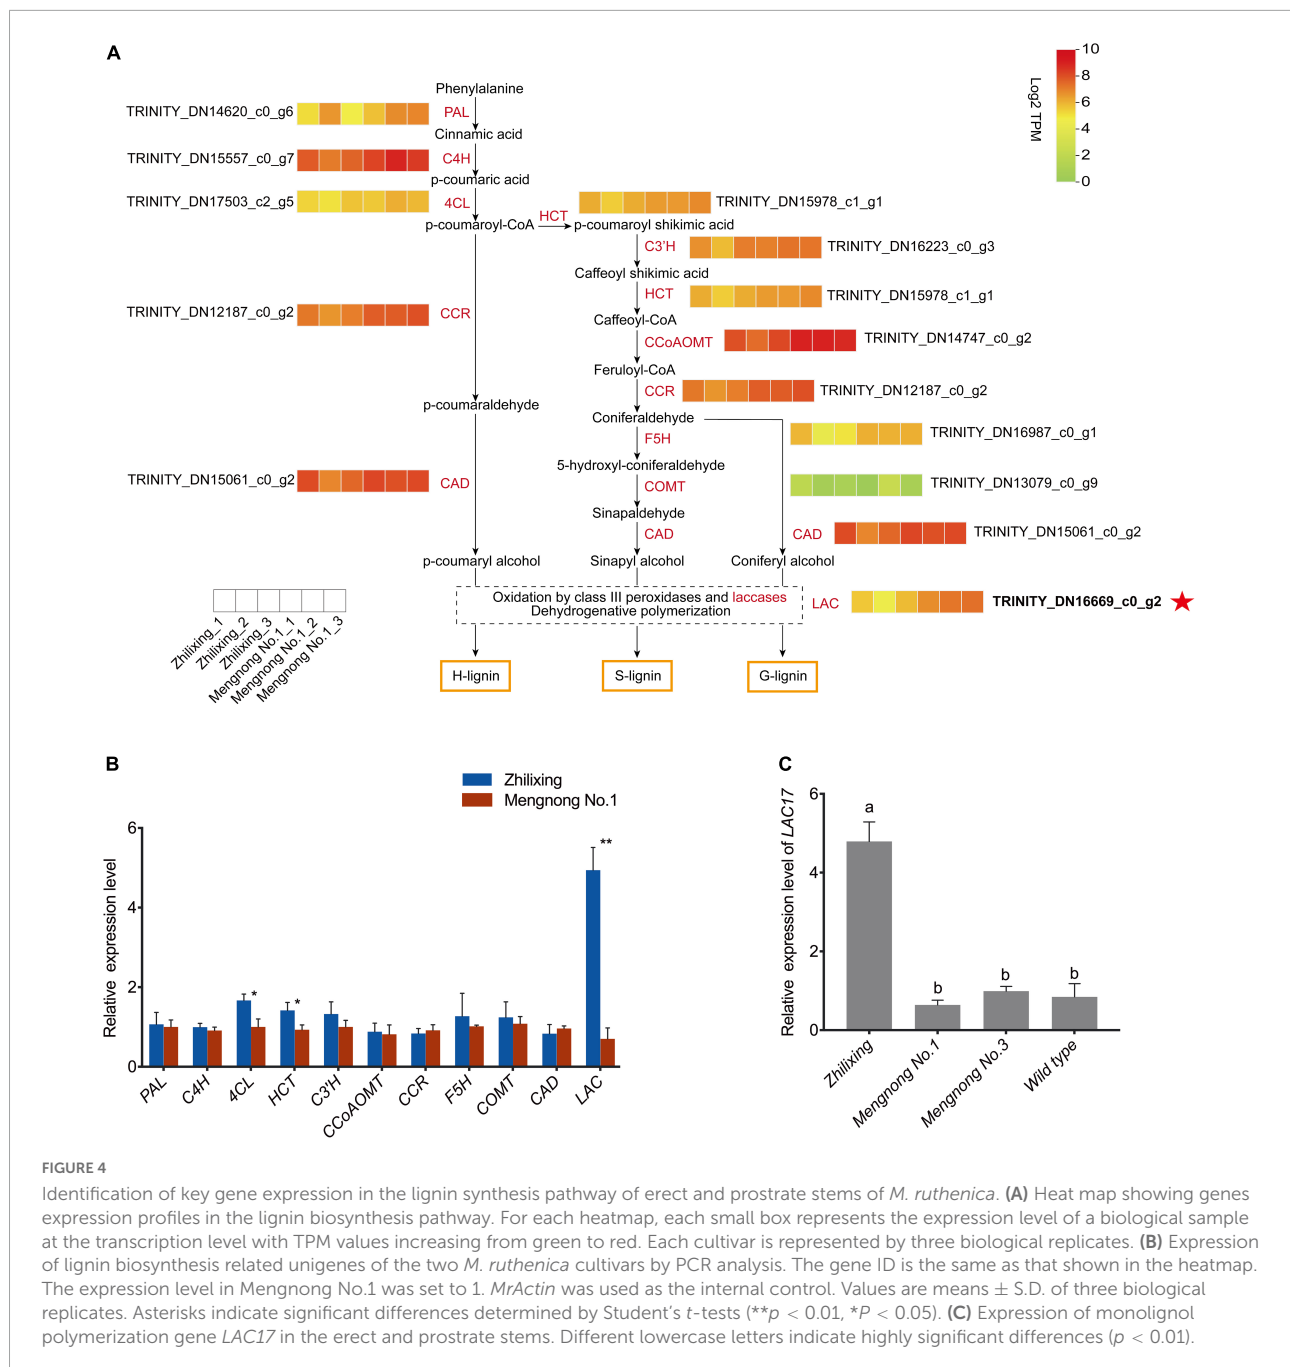 A
Log2 TPM
10
8
6
4
2
0
Phenylalanine
TRINITY_DN14620_c0_g6
PAL
Cinnamic acid
TRINITY_DN15557_c0_g7
C4H
p-coumaric acid
TRINITY_DN17503_c2_g5
4CL
TRINITY_DN15978_c1_g1
p-coumaroyl-CoA
HCT
p-coumaroyl shikimic acid
C3'H
TRINITY_DN16223_c0_g3
Caffeoyl shikimic acid
HCT
TRINITY_DN15978_c1_g1
TRINITY_DN12187_c0_g2
CCR
Caffeoyl-CoA
CCoAOMT
TRINITY_DN14747_c0_g2
Feruloyl-CoA
CCR
TRINITY_DN12187_c0_g2
p-coumaraldehyde
Coniferaldehyde
F5H
TRINITY_DN16987_c0_g1
5-hydroxyl-coniferaldehyde
TRINITY_DN15061_c0_g2
CAD
COMT
TRINITY_DN13079_c0_g9
Sinapaldehyde
CAD
CAD
TRINITY_DN15061_c0_g2
p-coumaryl alcohol
Sinapyl alcohol
Coniferyl alcohol
Oxidation by class III peroxidases and laccases
Dehydrogenative polymerization
LAC
TRINITY_DN16669_c0_g2
Zhilixing_1
Zhilixing_2
Zhilixing_3
Mengnong No.1_1
Mengnong No.1_2
Mengnong No.1_3
H-lignin
S-lignin
G-lignin
B
Zhilixing
Mengnong No.1
Relative expression level
6
4
2
0
*
*
**
PAL
C4H
4CL
HCT
C3'H
CCoAOMT
CCR
F5H
COMT
CAD
LAC
C
Relative expression level of LAC17
6
4
2
0
a
b
b
b
Zhilixing
Mengnong No.1
Mengnong No.3
Wild type
FIGURE 4
Identification of key gene expression in the lignin synthesis pathway of erect and prostrate stems of M. ruthenica. (A) Heat map showing genes
expression profiles in the lignin biosynthesis pathway. For each heatmap, each small box represents the expression level of a biological sample
at the transcription level with TPM values increasing from green to red. Each cultivar is represented by three biological replicates. (B) Expression
of lignin biosynthesis related unigenes of the two M. ruthenica cultivars by PCR analysis. The gene ID is the same as that shown in the heatmap.
The expression level in Mengnong No.1 was set to 1. MrActin was used as the internal control. Values are means ± S.D. of three biological
replicates. Asterisks indicate significant differences determined by Student's t-tests (**p < 0.01, *P < 0.05). (C) Expression of monolignol
polymerization gene LAC17 in the erect and prostrate stems. Different lowercase letters indicate highly significant differences (p < 0.01).